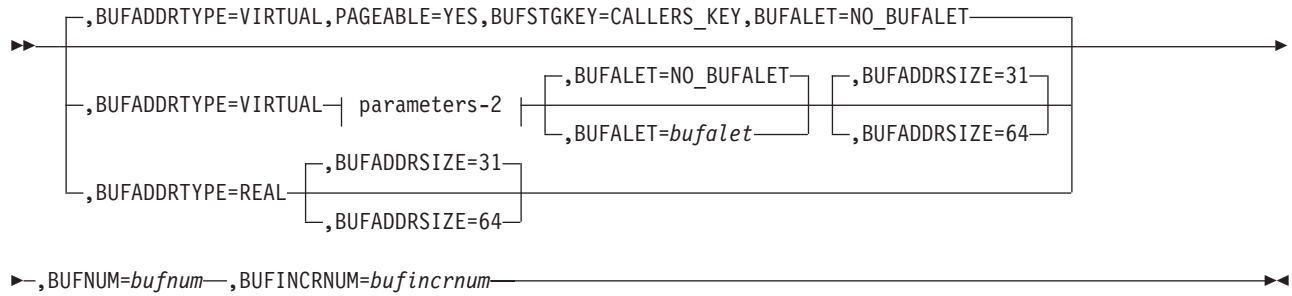 ,BUFADDRTYPE=VIRTUAL,PAGEABLE=YES,BUFSTGKEY=CALLERS_KEY,BUFALET=NO_BUFALET
,BUFADDRTYPE=VIRTUAL parameters-2 ,BUFALET=NO_BUFALET ,BUFADDRSIZE=31
,BUFALET=bufalet ,BUFADDRSIZE=64
,BUFADDRTYPE=REAL ,BUFADDRSIZE=31
,BUFADDRSIZE=64
,BUFNUM=bufnum ,BUFINCRNUM=bufincrnum